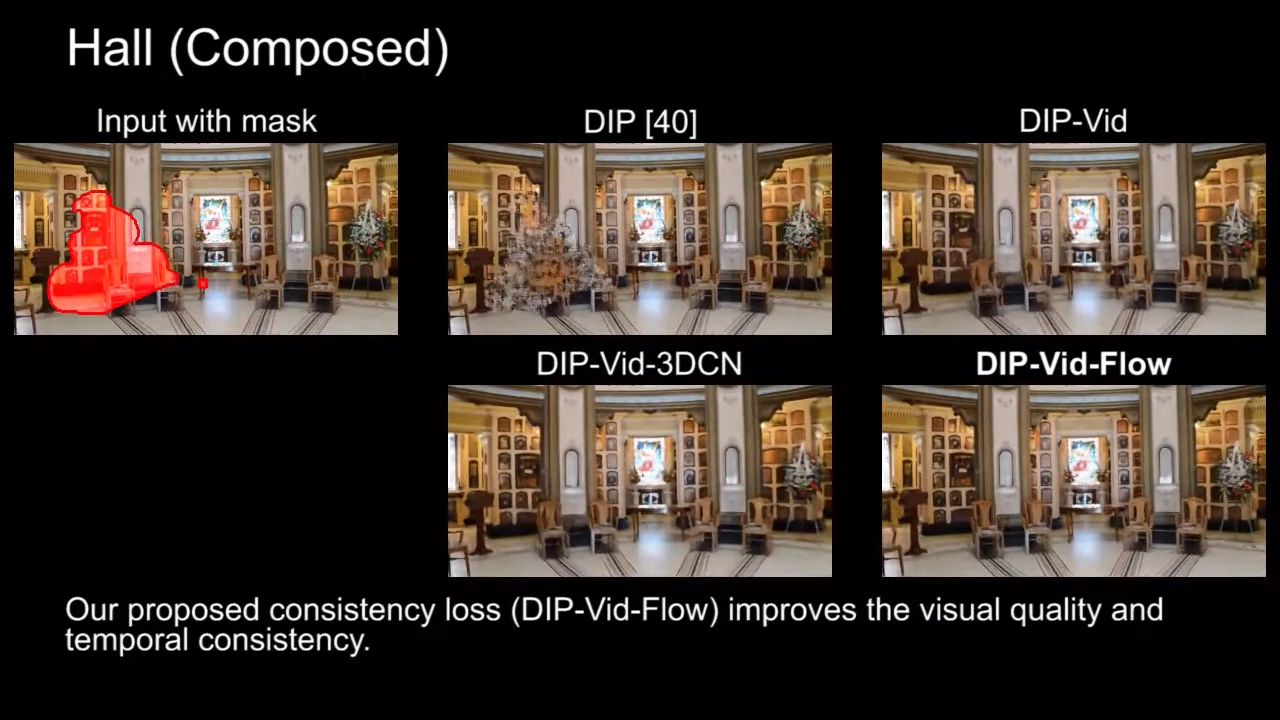 Hall (Composed)
Input with mask
DIP [40]
DIP-Vid
DIP-Vid-3DCN
DIP-Vid-Flow
Our proposed consistency loss (DIP-Vid-Flow) improves the visual quality and
temporal consistency.